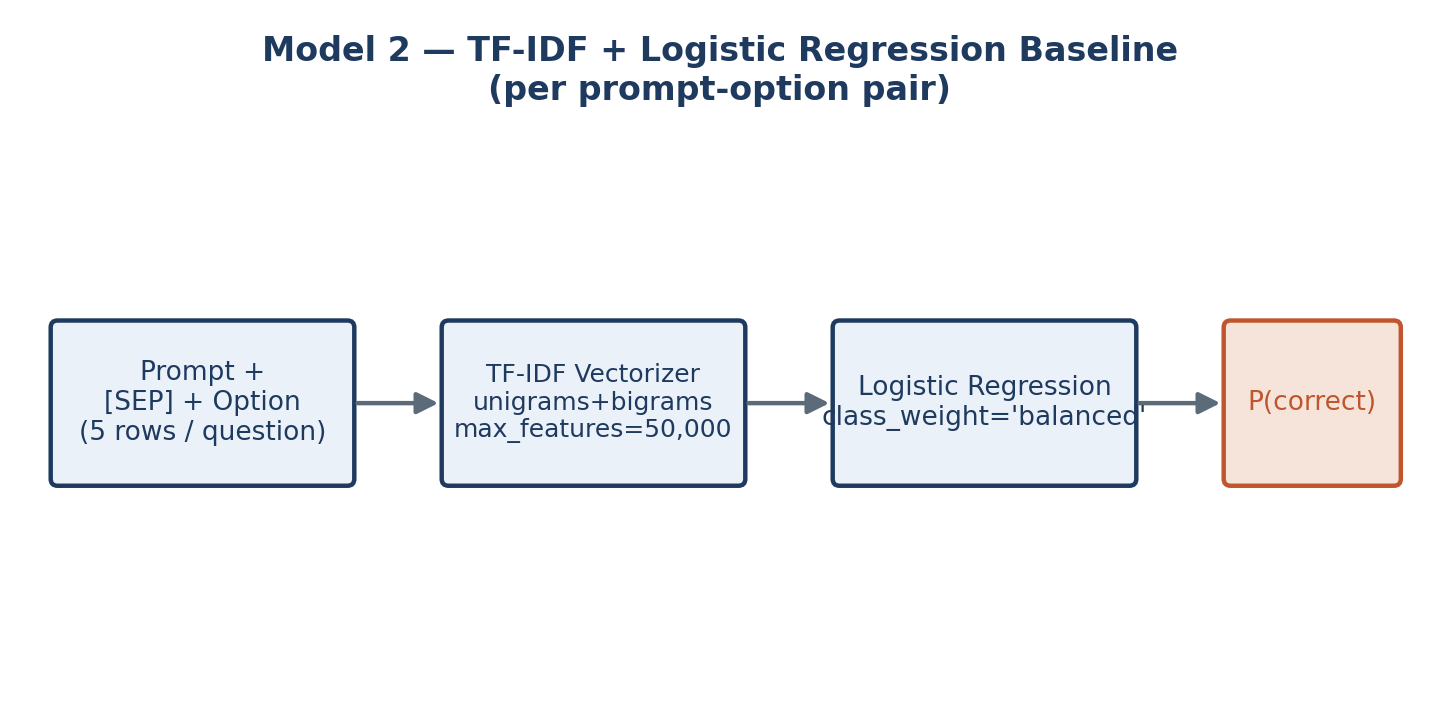 Model 2 — TF-IDF + Logistic Regression Baseline
(per prompt-option pair)
Prompt +
[SEP] + Option
(5 rows / question)
TF-IDF Vectorizer
unigrams+bigrams
max_features=50,000
Logistic Regression
class_weight='balanced'
P(correct)